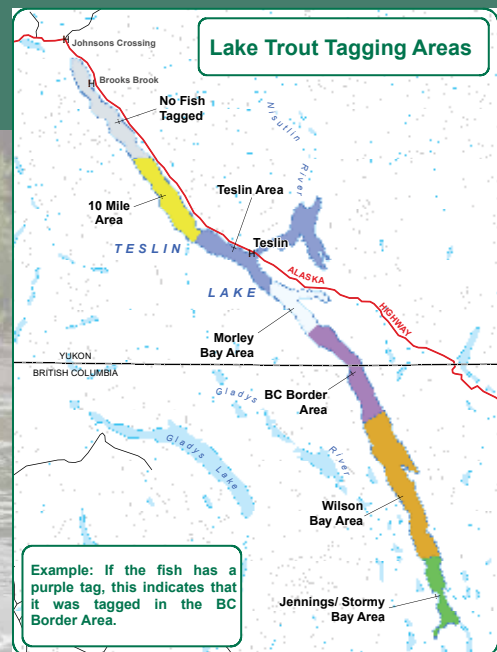 Lake Trout Tagging Areas
Johnsons Crossing
H
Brooks Brook
H
No Fish
Tagged
Nisutlin
River
10 Mile
Area
Teslin Area
Teslin
H
TESLIN
LAKE
ALASKA
HIGHWAY
Morley
Bay Area
YUKON
BRITISH COLUMBIA
BC Border
Area
Gladys
River
Gladys
Lake
Wilson
Bay Area
Jennings/ Stormy
Bay Area
Example: If the fish has a
purple tag, this indicates that
it was tagged in the BC
Border Area.